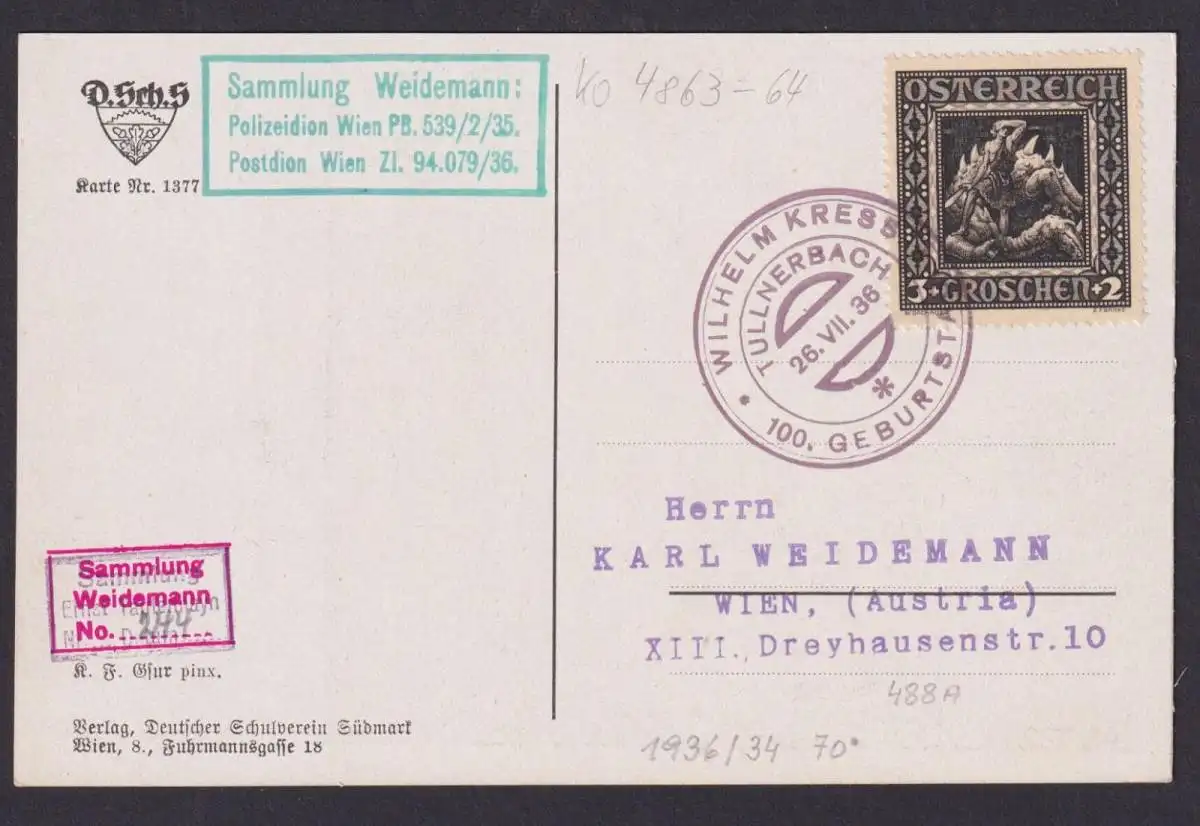 D.Sch.S
Karte Nr. 1377
Sammlung Weidemann:
Polizeidion Wien PB. 539/2/35.
Postdion Wien Zl. 94.079/36.
KO 4863-64
ÖSTERREICH
3+GROSCHEN+2
WILHELM KRESS
100. GEBURTSTA
TULLNERBACH
26. VII. 36
Herrn
KARL WEIDEMANN
WIEN, (Austria)
XIII., Dreyhausenstr. 10
488A
1936/34 70
Sammlung
Weidemann
No. 244
Sammlung
K. F. Gsur pinx.
Verlag, Deutscher Schulverein Südmark
Wien, 8., Fuhrmannsgasse 18